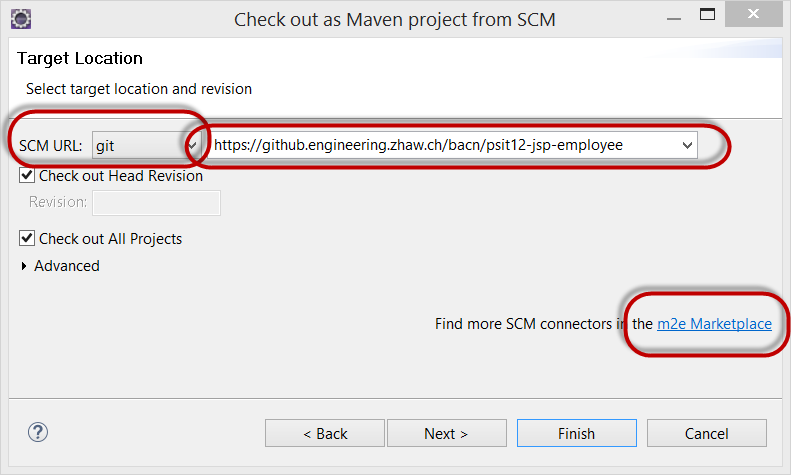 Check out as Maven project from SCM
Target Location
Select target location and revision
SCM URL: git https://github.engineering.zhaw.ch/bacn/psit12-jsp-employee
Check out Head Revision
Revision:
Check out All Projects
Advanced
Find more SCM connectors in the m2e Marketplace
? < Back Next > Finish Cancel